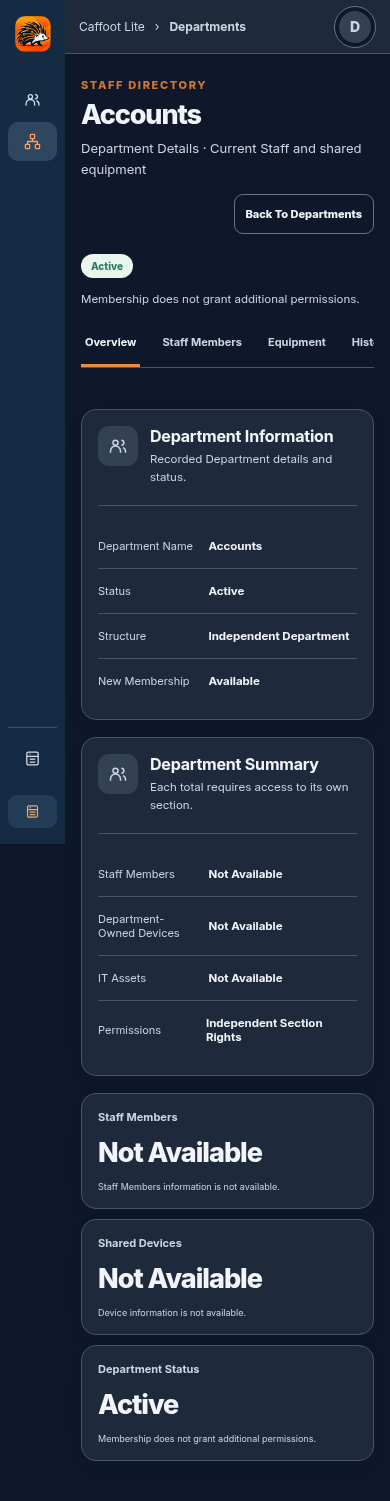 Caffoot Lite › Departments
D
STAFF DIRECTORY
Accounts
Department Details · Current Staff and shared
equipment
Back To Departments
Active
Membership does not grant additional permissions.
Overview Staff Members Equipment Histo
Department Information
Recorded Department details and
status.
Department Name Accounts
Status Active
Structure Independent Department
New Membership Available
Department Summary
Each total requires access to its own
section.
Staff Members Not Available
Department-
Owned Devices Not Available
IT Assets Not Available
Permissions Independent Section
Rights
Staff Members
Not Available
Staff Members information is not available.
Shared Devices
Not Available
Device information is not available.
Department Status
Active
Membership does not grant additional permissions.